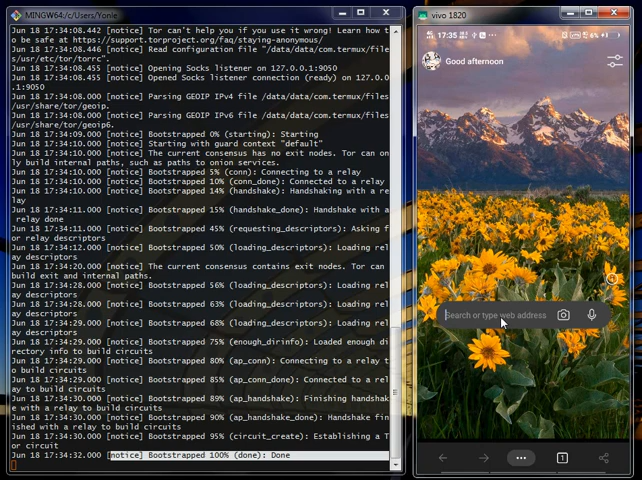 MINGW64:/c/Users/Yonle
Jun 18 17:34:08.442 [notice] Tor can't help you if you use it wrong! Learn how t
o be safe at https://support.torproject.org/faq/staying-anonymous/
Jun 18 17:34:08.446 [notice] Read configuration file "/data/data/com.termux/file
s/usr/etc/tor/torrc".
Jun 18 17:34:08.455 [notice] Opening Socks listener on 127.0.0.1:9050
Jun 18 17:34:08.455 [notice] Opened Socks listener connection (ready) on 127.0.0
.1:9050
Jun 18 17:34:08.000 [notice] Parsing GEOIP IPv4 file /data/data/com.termux/files
/usr/share/tor/geoip.
Jun 18 17:34:08.000 [notice] Parsing GEOIP IPv6 file /data/data/com.termux/files
/usr/share/tor/geoip6.
Jun 18 17:34:09.000 [notice] Bootstrapped 0% (starting): Starting
Jun 18 17:34:10.000 [notice] Starting with guard context "default"
Jun 18 17:34:10.000 [notice] The current consensus has no exit nodes. Tor can on
ly build internal paths, such as paths to onion services.
Jun 18 17:34:10.000 [notice] Bootstrapped 5% (conn): Connecting to a relay
Jun 18 17:34:10.000 [notice] Bootstrapped 10% (conn_done): Connected to a relay
Jun 18 17:34:10.000 [notice] Bootstrapped 14% (handshake): Handshaking with a re
lay
Jun 18 17:34:11.000 [notice] Bootstrapped 15% (handshake_done): Handshake with a
relay done
Jun 18 17:34:11.000 [notice] Bootstrapped 45% (requesting_descriptors): Asking f
or relay descriptors
Jun 18 17:34:12.000 [notice] Bootstrapped 50% (loading_descriptors): Loading rel
ay descriptors
Jun 18 17:34:20.000 [notice] The current consensus contains exit nodes. Tor can
build exit and internal paths.
Jun 18 17:34:28.000 [notice] Bootstrapped 56% (loading_descriptors): Loading rel
ay descriptors
Jun 18 17:34:28.000 [notice] Bootstrapped 63% (loading_descriptors): Loading rel
ay descriptors
Jun 18 17:34:29.000 [notice] Bootstrapped 68% (loading_descriptors): Loading rel
ay descriptors
Jun 18 17:34:29.000 [notice] Bootstrapped 75% (enough_dirinfo): Loaded enough di
rectory info to build circuits
Jun 18 17:34:29.000 [notice] Bootstrapped 80% (ap_conn): Connecting to a relay t
o build circuits
Jun 18 17:34:29.000 [notice] Bootstrapped 85% (ap_conn_done): Connected to a rel
ay to build circuits
Jun 18 17:34:30.000 [notice] Bootstrapped 89% (ap_handshake): Finishing handshak
e with a relay to build circuits
Jun 18 17:34:30.000 [notice] Bootstrapped 90% (ap_handshake_done): Handshake fin
ished with a relay to build circuits
Jun 18 17:34:30.000 [notice] Bootstrapped 95% (circuit_create): Establishing a T
or circuit
Jun 18 17:34:32.000 [notice] Bootstrapped 100% (done): Done
vivo 1820
17:35
6%
Good afternoon
Search or type web address
1